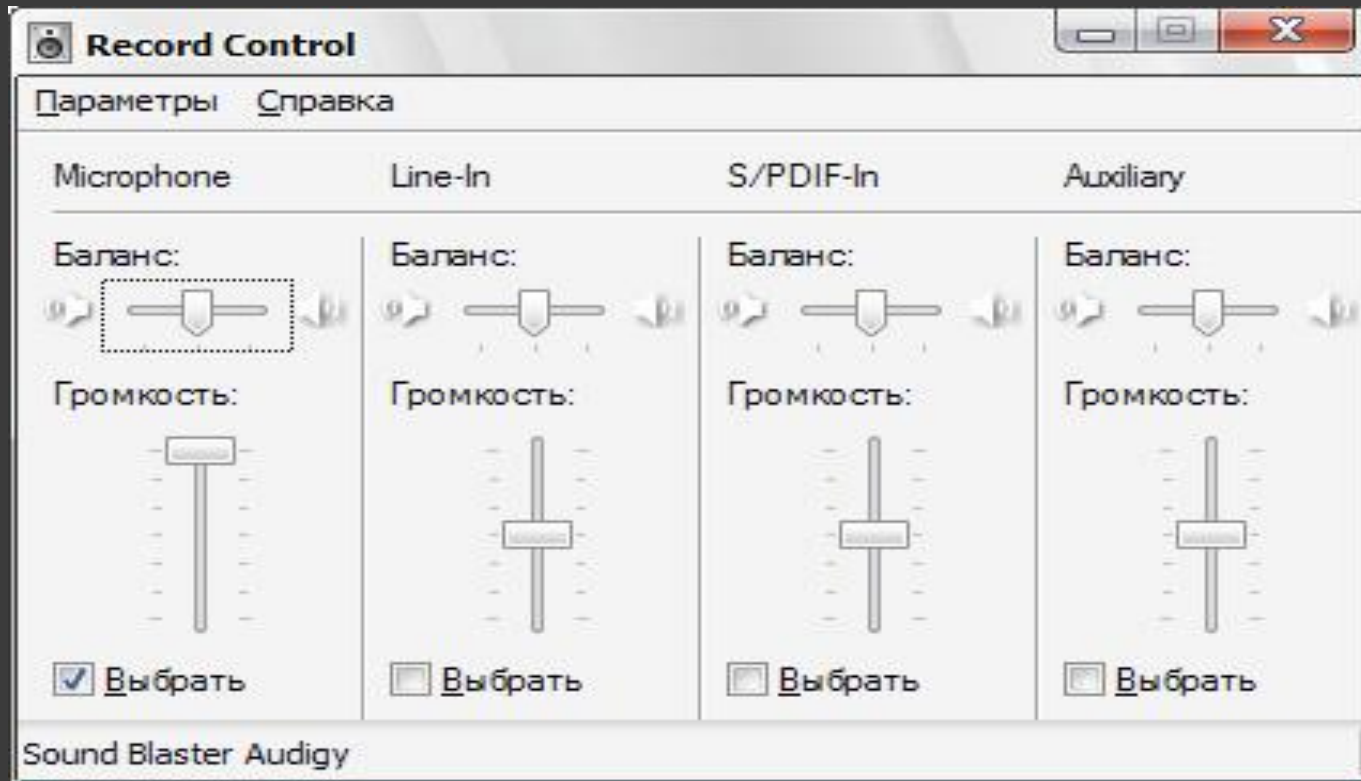 Record Control
Параметры Справка
Microphone Line-In S/PDIF-In Auxiliary
Баланс: Баланс: Баланс: Баланс:
Громкость: Громкость: Громкость: Громкость:
Выбрать Выбрать Выбрать Выбрать
Sound Blaster Audigy